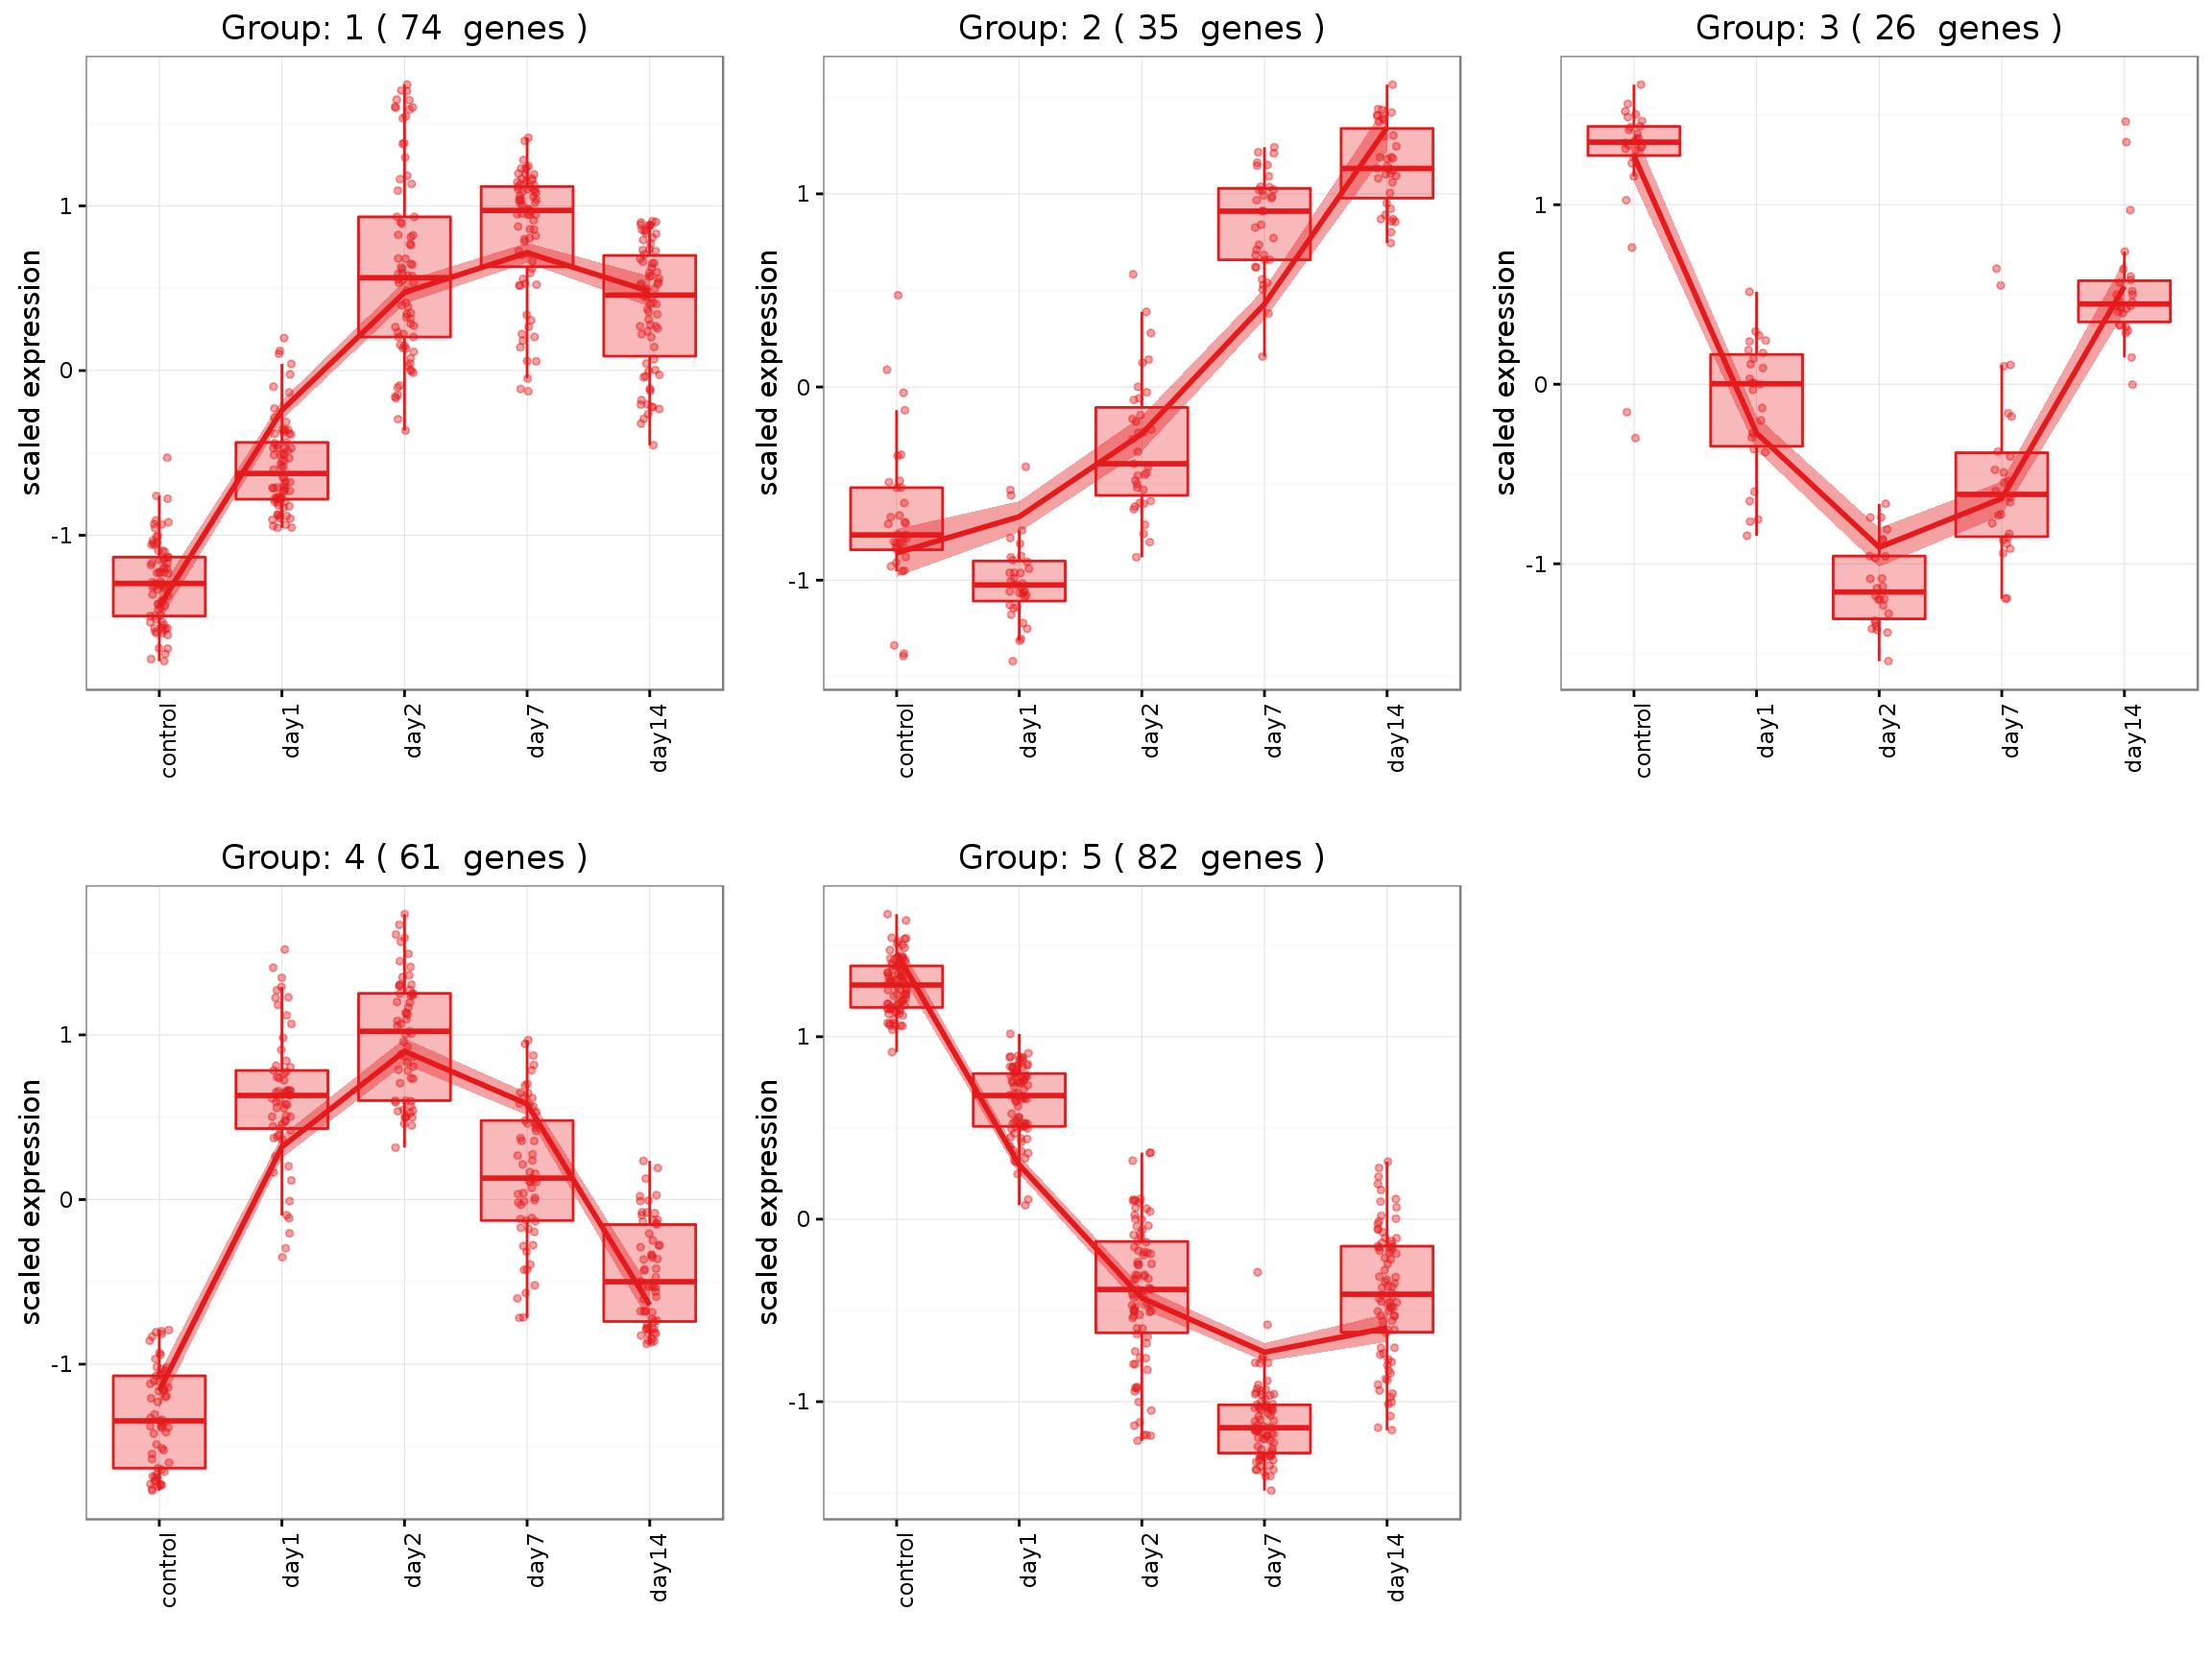 Group: 1 ( 74  genes )
scaled expression
1
0
-1
control
day1
day2
day7
day14
Group: 2 ( 35  genes )
scaled expression
1
0
-1
control
day1
day2
day7
day14
Group: 3 ( 26  genes )
scaled expression
1
0
-1
control
day1
day2
day7
day14
Group: 4 ( 61  genes )
scaled expression
1
0
-1
control
day1
day2
day7
day14
Group: 5 ( 82  genes )
scaled expression
1
0
-1
control
day1
day2
day7
day14